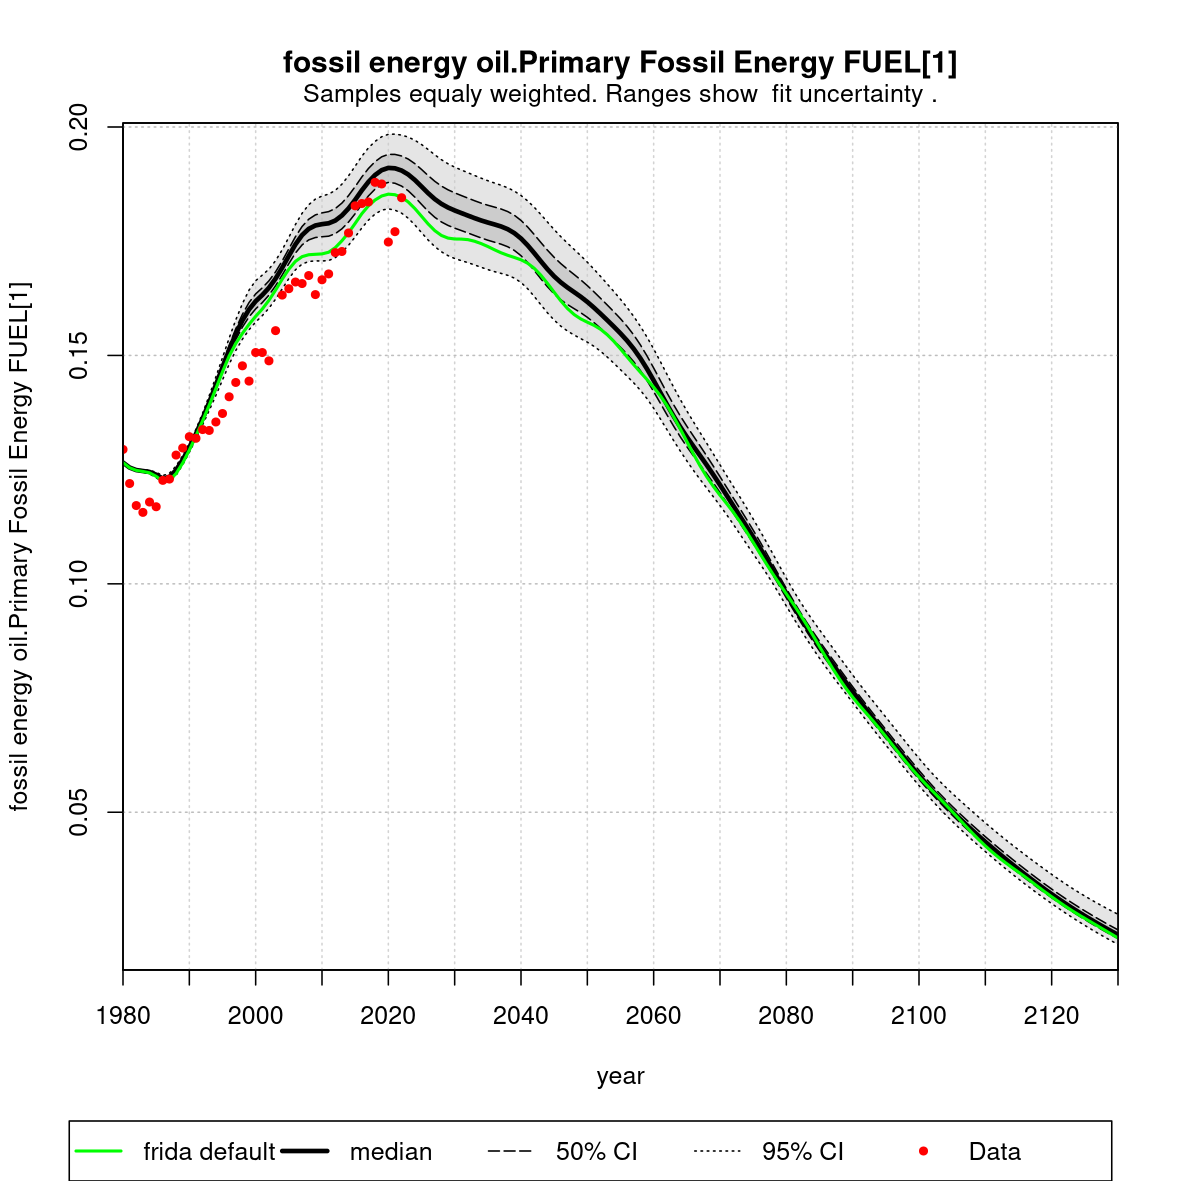 fossil energy oil.Primary Fossil Energy FUEL[1]
Samples equaly weighted. Ranges show  fit uncertainty .
fossil energy oil.Primary Fossil Energy FUEL[1]
0.20
0.15
0.10
0.05
1980 2000 2020 2040 2060 2080 2100 2120
year
frida default median 50% CI 95% CI Data